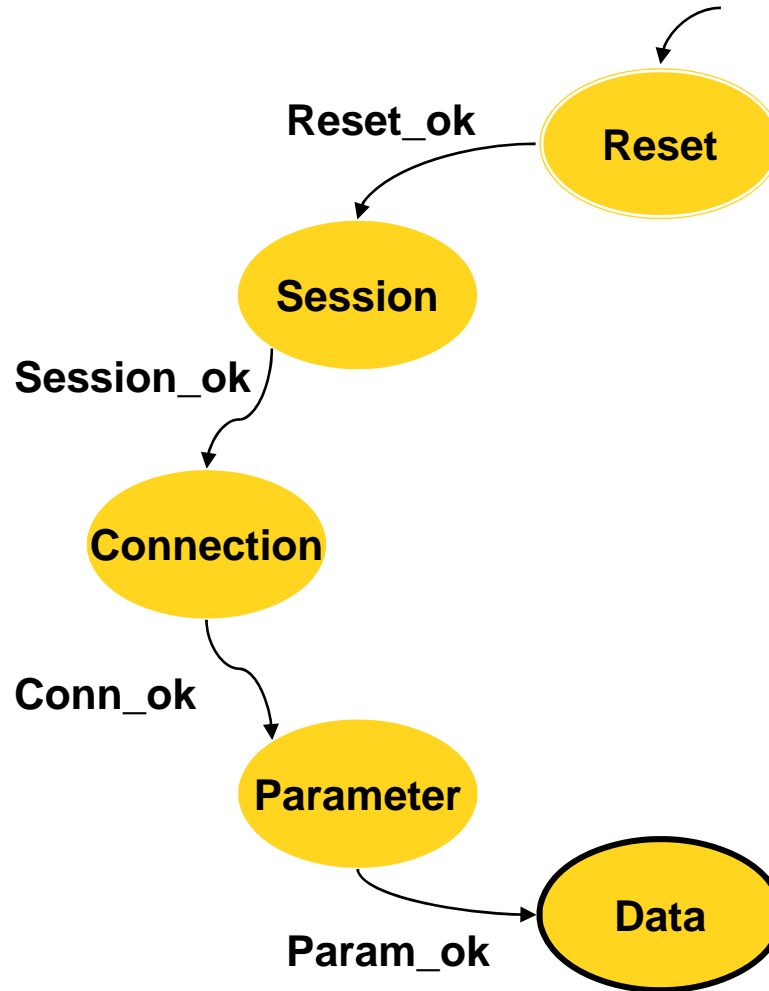 Reset_ok
Reset
Session
Session_ok
Connection
Conn_ok
Parameter
Data
Param_ok